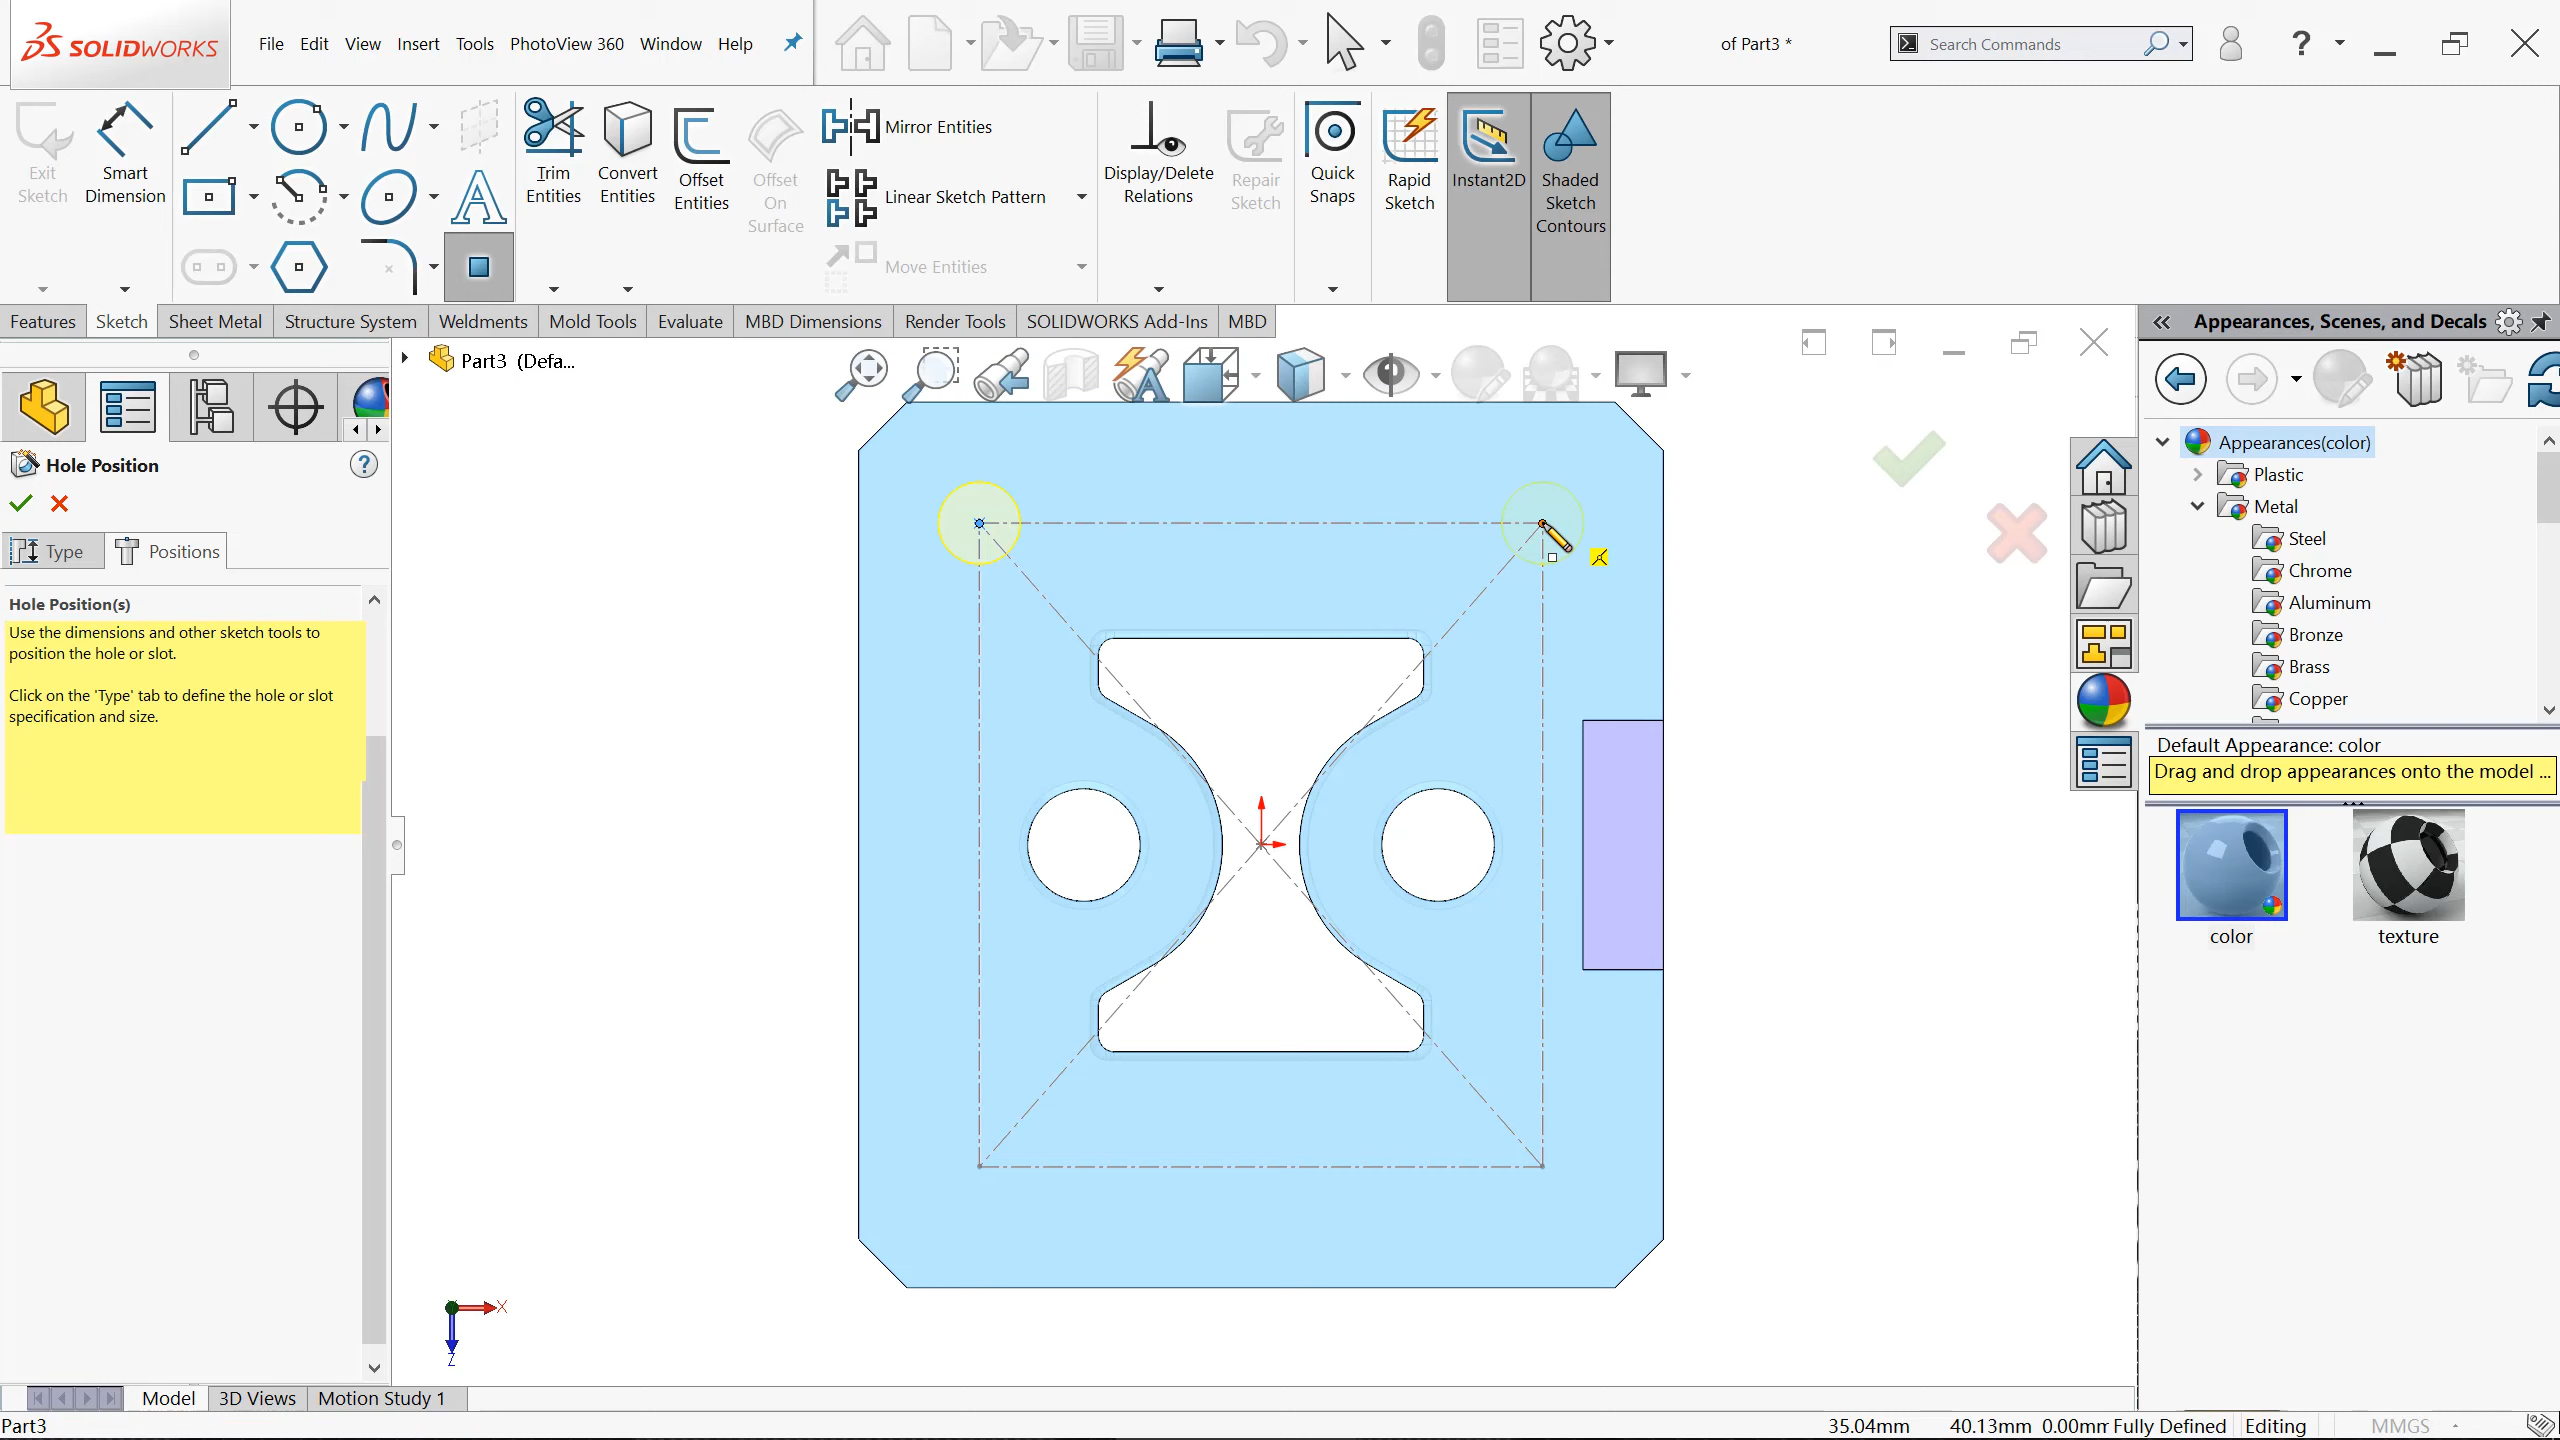 SOLIDWORKS
File Edit View Insert Tools PhotoView 360 Window Help
of Part3 *
Search Commands
?
Exit Sketch
Smart Dimension
Trim Entities
Convert Entities
Offset Entities
Offset On Surface
Mirror Entities
Linear Sketch Pattern
Move Entities
Display/Delete Relations
Repair Sketch
Quick Snaps
Rapid Sketch
Instant2D
Shaded Sketch Contours
Features Sketch Sheet Metal Structure System Weldments Mold Tools Evaluate MBD Dimensions Render Tools SOLIDWORKS Add-Ins MBD
Appearances, Scenes, and Decals
Part3 (Defa...
Hole Position
?
Type Positions
Hole Position(s)
Use the dimensions and other sketch tools to
position the hole or slot.
Click on the 'Type' tab to define the hole or slot
specification and size.
Appearances(color)
Plastic
Metal
Steel
Chrome
Aluminum
Bronze
Brass
Copper
Default Appearance: color
Drag and drop appearances onto the model ...
color texture
X
Z
Model 3D Views Motion Study 1
Part3
35.04mm 40.13mm 0.00mm Fully Defined Editing MMGS